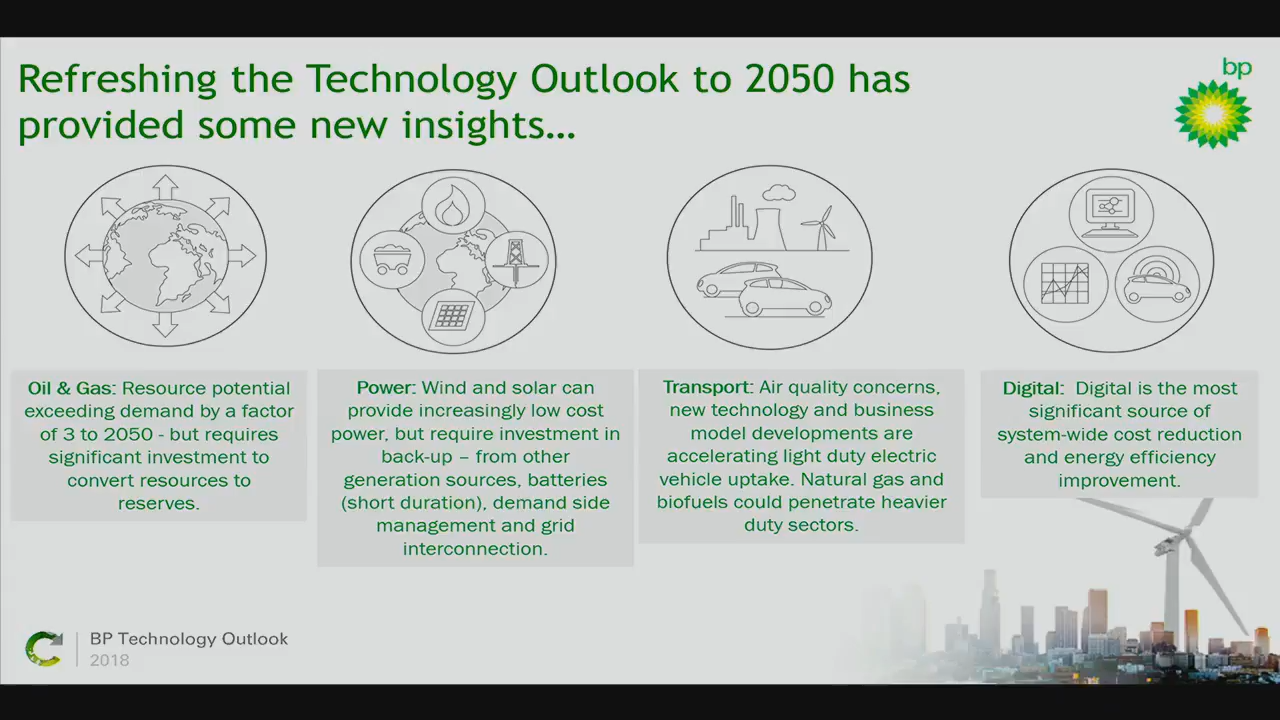 Refreshing the Technology Outlook to 2050 has
provided some new insights...
bp
Oil & Gas: Resource potential
exceeding demand by a factor
of 3 to 2050 - but requires
significant investment to
convert resources to
reserves.
Power: Wind and solar can
provide increasingly low cost
power, but require investment in
back-up – from other
generation sources, batteries
(short duration), demand side
management and grid
interconnection.
Transport: Air quality concerns,
new technology and business
model developments are
accelerating light duty electric
vehicle uptake. Natural gas and
biofuels could penetrate heavier
duty sectors.
Digital:  Digital is the most
significant source of
system-wide cost reduction
and energy efficiency
improvement.
BP Technology Outlook
2018